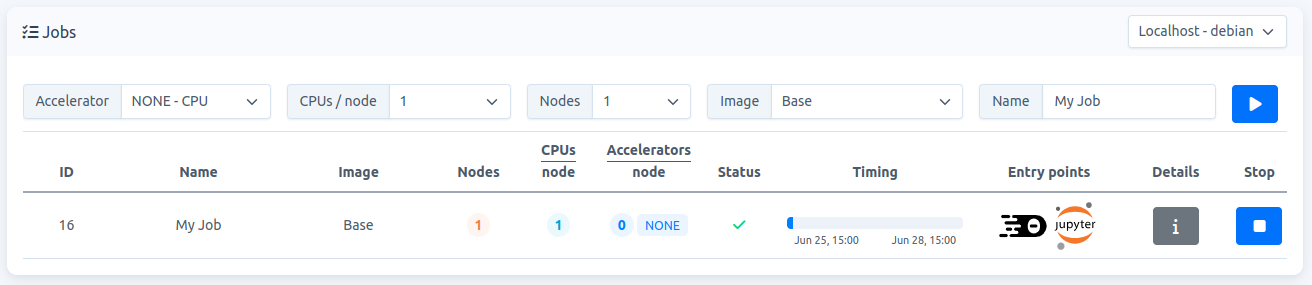 Jobs
Localhost - debian
Accelerator NONE - CPU CPUs / node 1 Nodes 1 Image Base Name My Job
ID Name Image Nodes CPUs node Accelerators node Status Timing Entry points Details Stop
16 My Job Base 1 1 0 NONE Jun 25, 15:00 Jun 28, 15:00 jupyter i